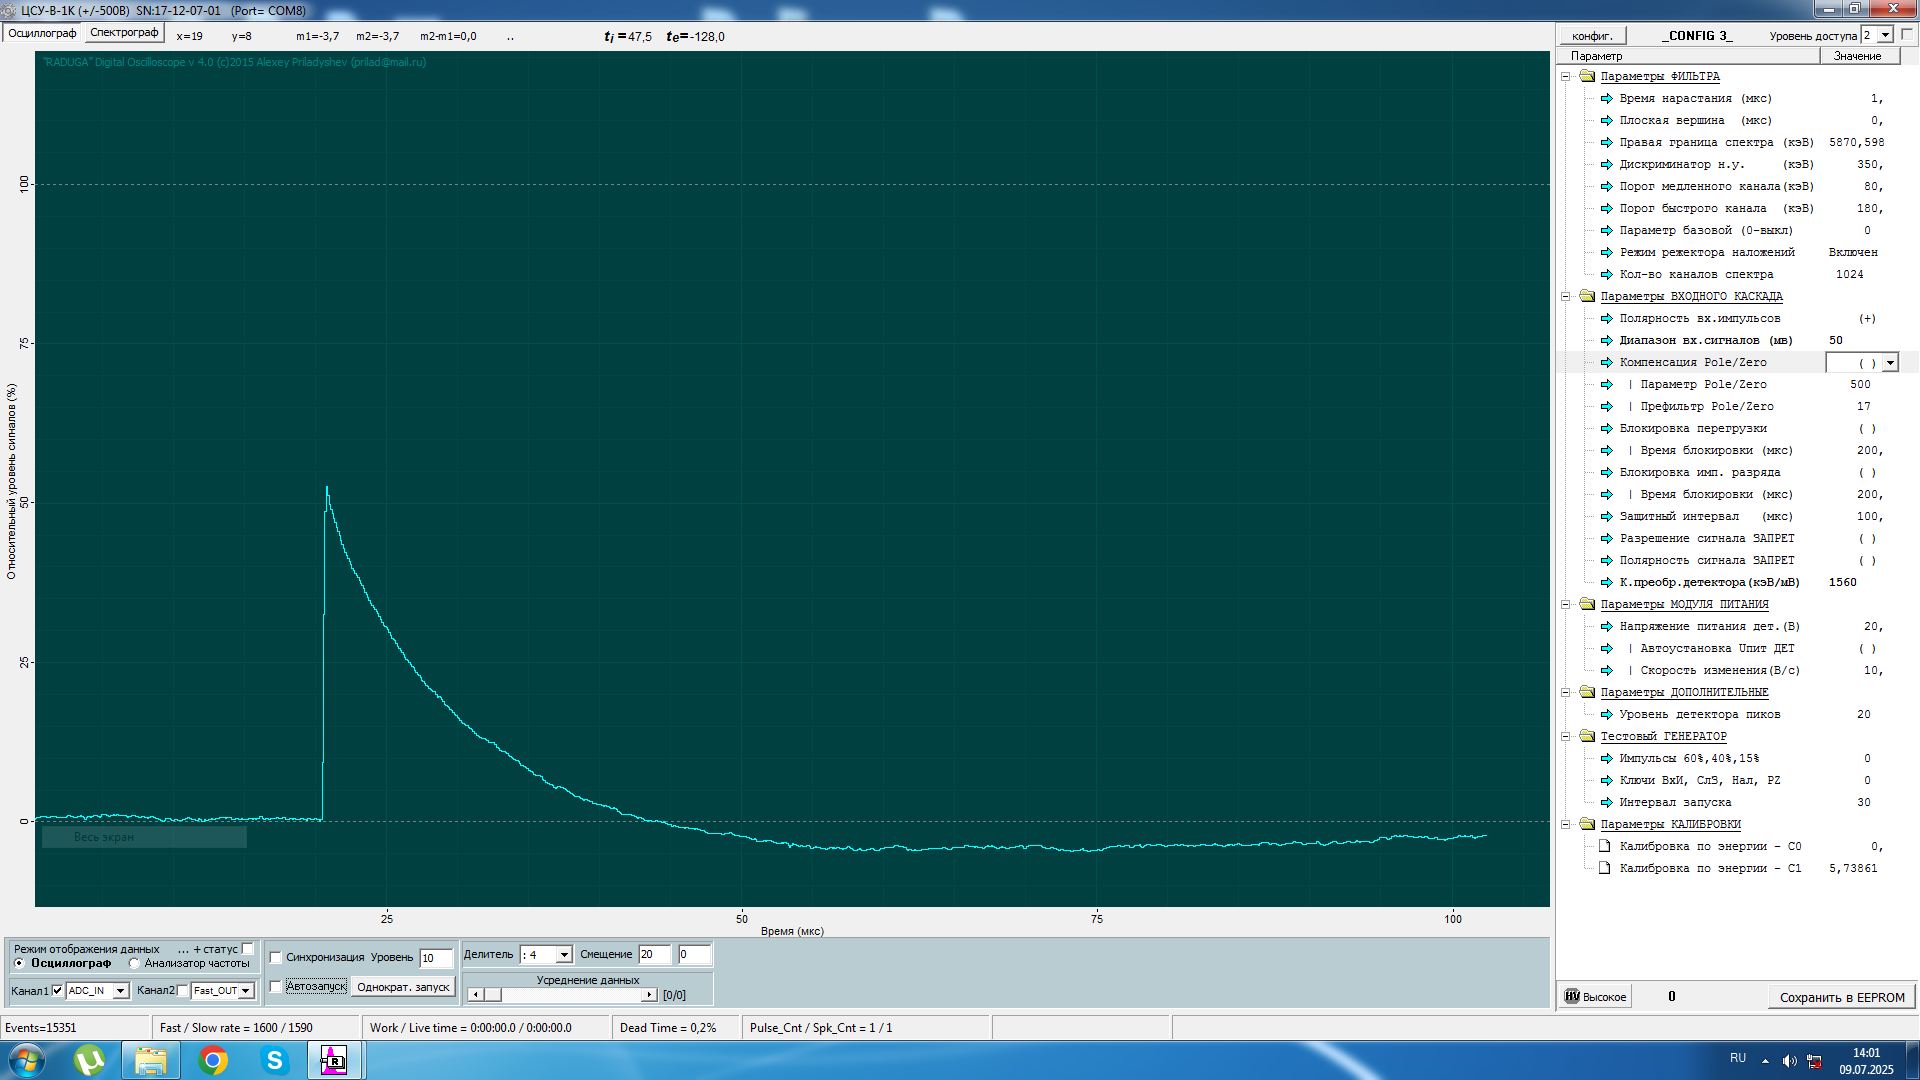 ЦСУ-В-1К (+/-500В)  SN:17-12-07-01   (Port= COM8)
Осциллограф Спектрограф x=19 y=8 m1=-3,7 m2=-3,7 m2-m1=0,0 .. ti =47,5 te=-128,0
"RADUGA" Digital Oscilloscope v 4.0 (c)2015 Alexey Priladyshev (prilad@mail.ru)
Относительный уровень сигналов (%)
100
75
50
25
0
Весь экран
25 50 75 100
Время (мкс)
конфиг. _CONFIG 3_ Уровень доступа 2
Параметр Значение
Параметры ФИЛЬТРА
Время нарастания (мкс) 1,
Плоская вершина (мкс) 0,
Правая граница спектра (кэВ) 5870,598
Дискриминатор н.у. (кэВ) 350,
Порог медленного канала(кэВ) 80,
Порог быстрого канала (кэВ) 180,
Параметр базовой (0-выкл) 0
Режим режектора наложений Включен
Кол-во каналов спектра 1024
Параметры ВХОДНОГО КАСКАДА
Полярность вх.импульсов (+)
Диапазон вх.сигналов (мв) 50
Компенсация Pole/Zero ( )
| Параметр Pole/Zero 500
| Префильтр Pole/Zero 17
Блокировка перегрузки ( )
| Время блокировки (мкс) 200,
Блокировка имп. разряда ( )
| Время блокировки (мкс) 200,
Защитный интервал (мкс) 100,
Разрешение сигнала ЗАПРЕТ ( )
Полярность сигнала ЗАПРЕТ ( )
К.преобр.детектора(кэВ/мВ) 1560
Параметры МОДУЛЯ ПИТАНИЯ
Напряжение питания дет.(В) 20,
| Автоустановка Uпит ДЕТ ( )
| Скорость изменения(В/с) 10,
Параметры ДОПОЛНИТЕЛЬНЫЕ
Уровень детектора пиков 20
Тестовый ГЕНЕРАТОР
Импульсы 60%,40%,15% 0
Ключи ВхИ, СлЗ, Нал, PZ 0
Интервал запуска 30
Параметры КАЛИБРОВКИ
Калибровка по энергии - C0 0,
Калибровка по энергии - C1 5,73861
Режим отображения данных ... + статус
Осциллограф Анализатор частоты
Канал1 ADC_IN Канал2 Fast_OUT
Синхронизация Уровень 10
Автозапуск Однократ. запуск
Делитель : 4 Смещение 20 0
Усреднение данных
[0/0]
HV Высокое 0 Сохранить в EEPROM
Events=15351 Fast / Slow rate = 1600 / 1590 Work / Live time = 0:00:00.0 / 0:00:00.0 Dead Time = 0,2% Pulse_Cnt / Spk_Cnt = 1 / 1
RU 14:01
09.07.2025